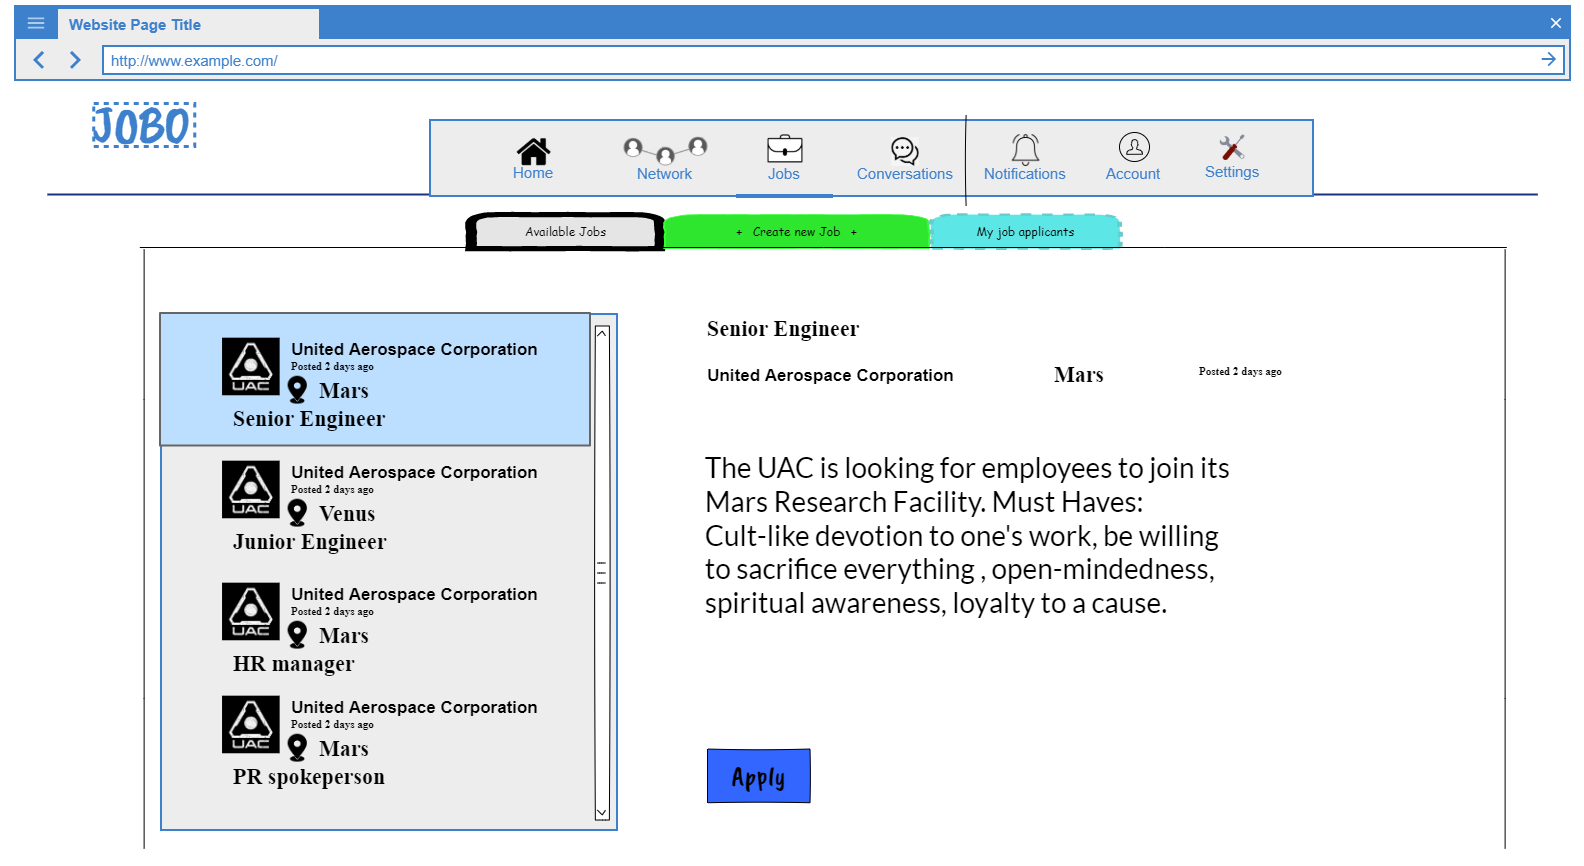 Website Page Title
http://www.example.com/
JOBO
Home
Network
Jobs
Conversations
Notifications
Account
Settings
Available Jobs
+ Create new Job +
My job applicants
UAC
United Aerospace Corporation
Posted 2 days ago
Mars
Senior Engineer
UAC
United Aerospace Corporation
Posted 2 days ago
Venus
Junior Engineer
UAC
United Aerospace Corporation
Posted 2 days ago
Mars
HR manager
UAC
United Aerospace Corporation
Posted 2 days ago
Mars
PR spokeperson
Senior Engineer
United Aerospace Corporation Mars Posted 2 days ago
The UAC is looking for employees to join its
Mars Research Facility. Must Haves:
Cult-like devotion to one's work, be willing
to sacrifice everything , open-mindedness,
spiritual awareness, loyalty to a cause.
Apply